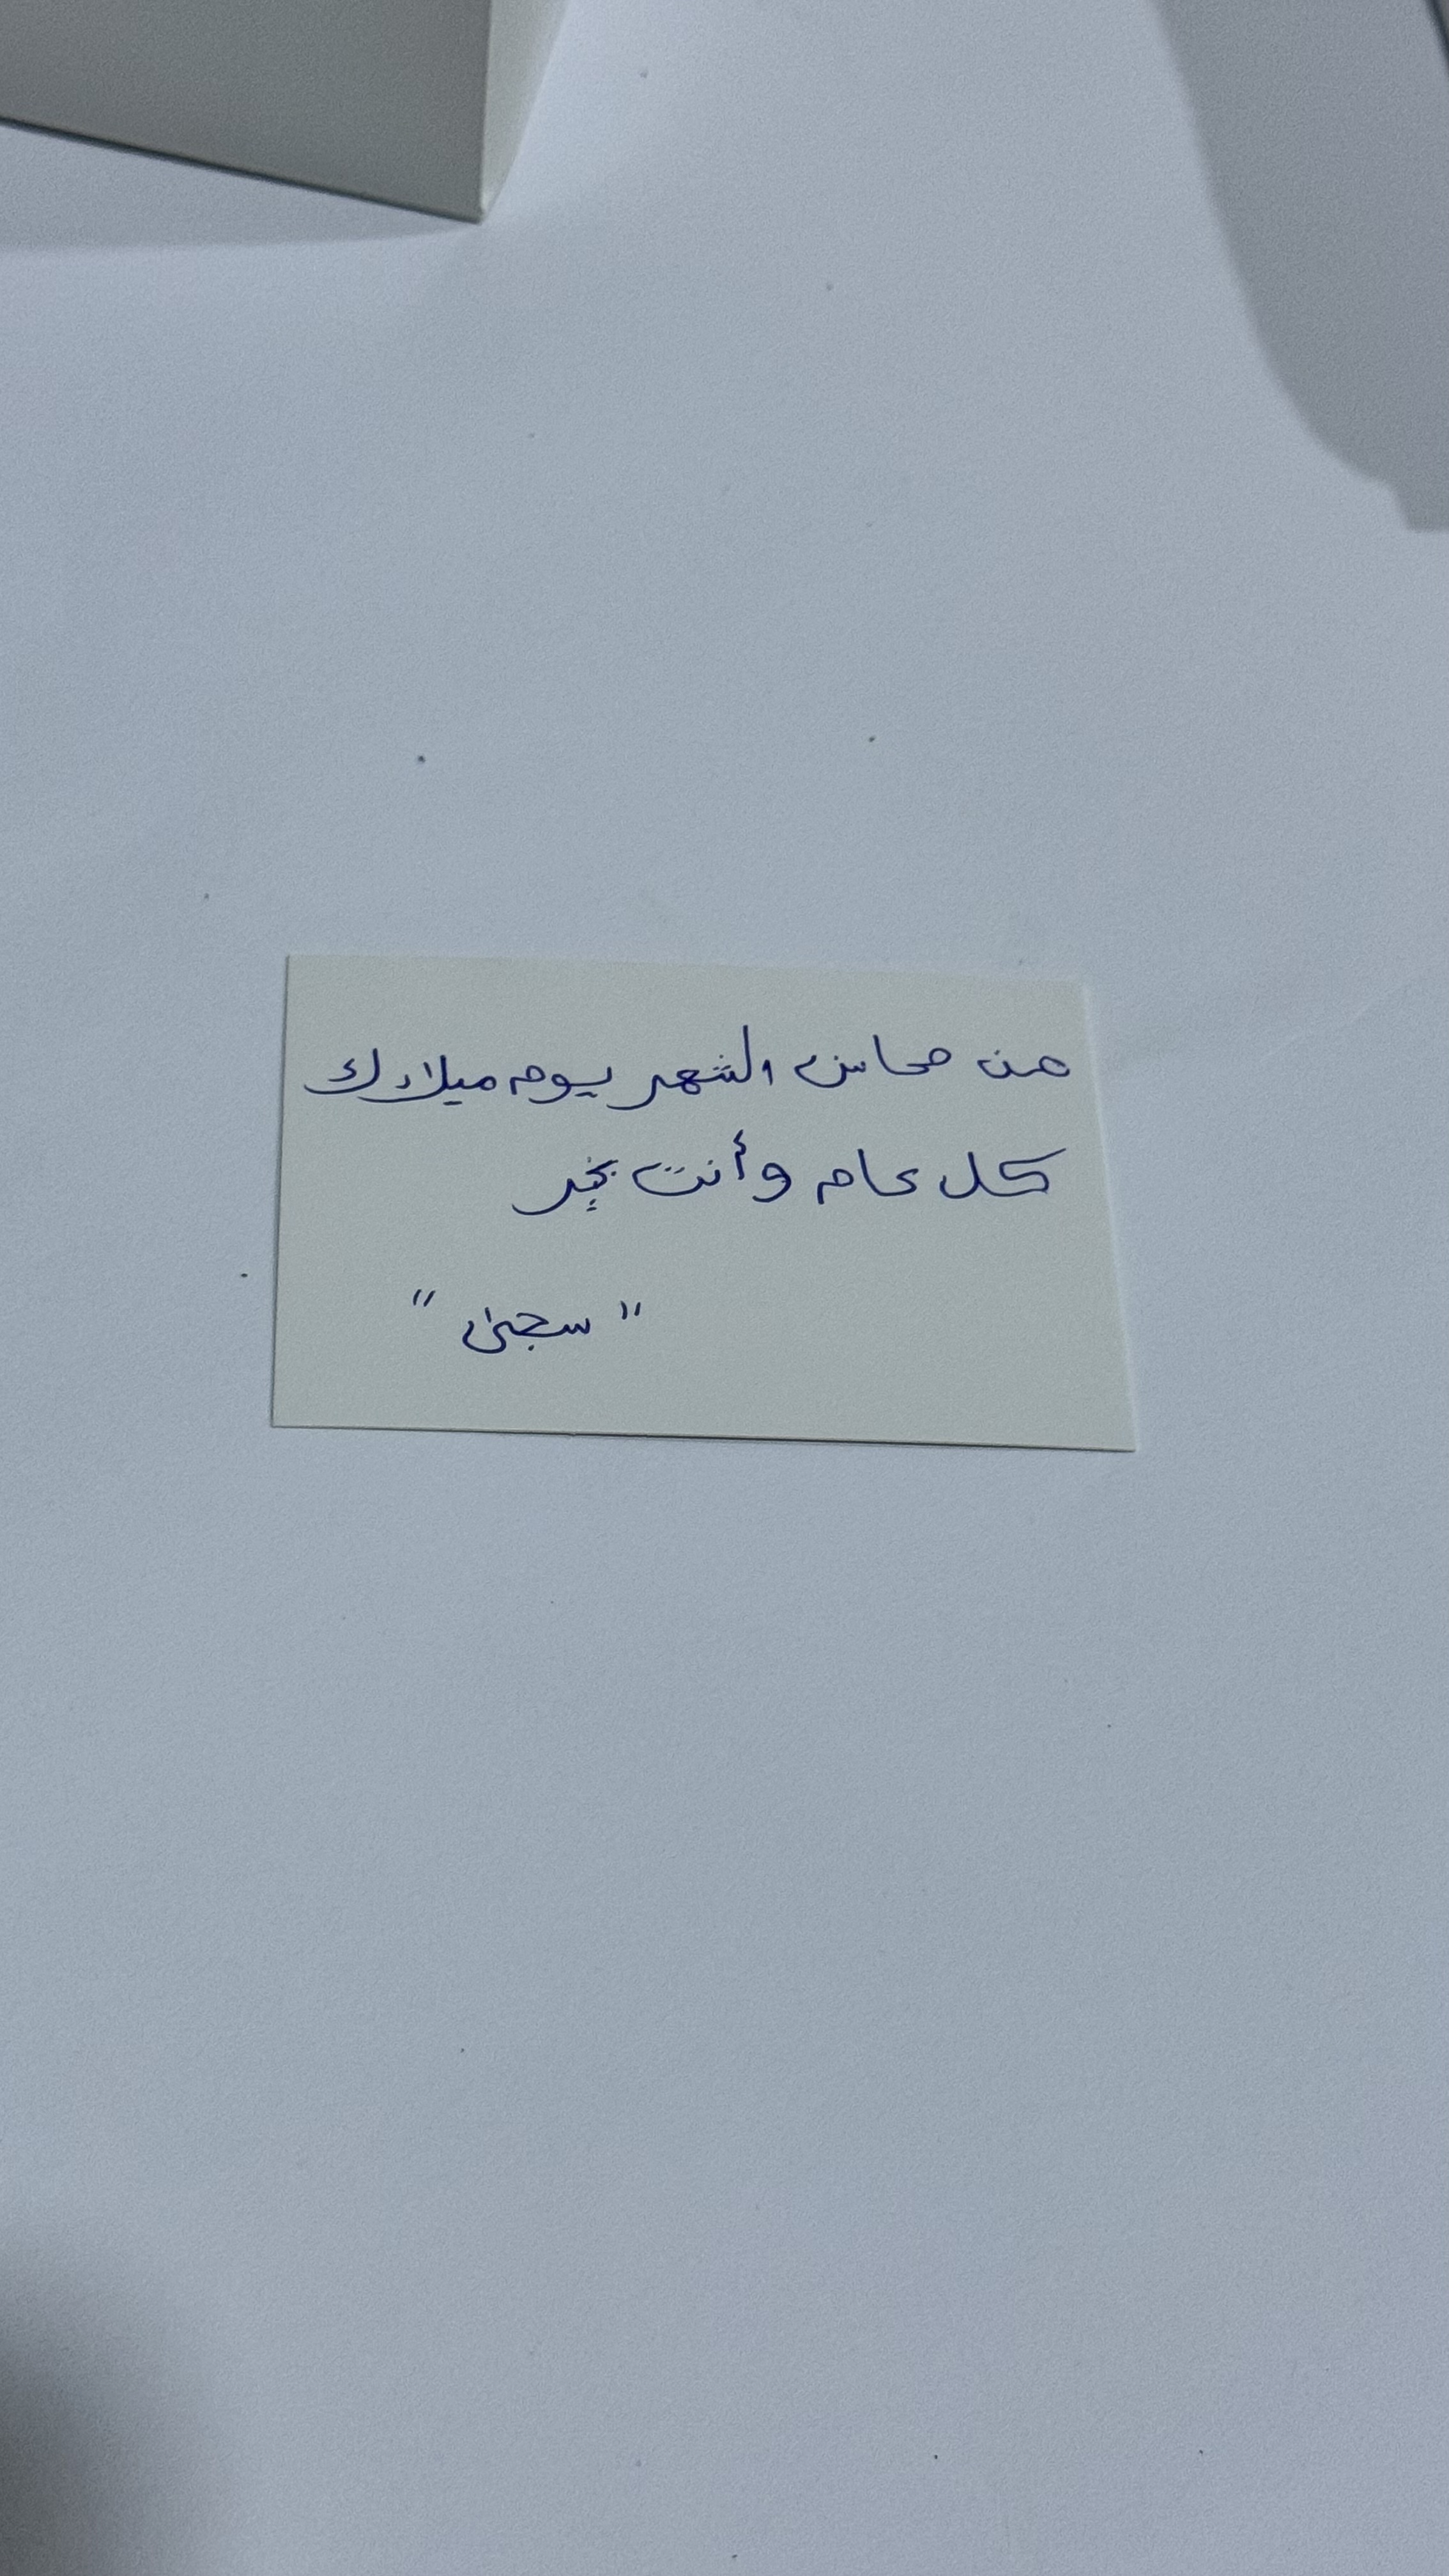 من محاسن الشهر يوم ميلادك
كل عام وأنت بخير
"سجى"